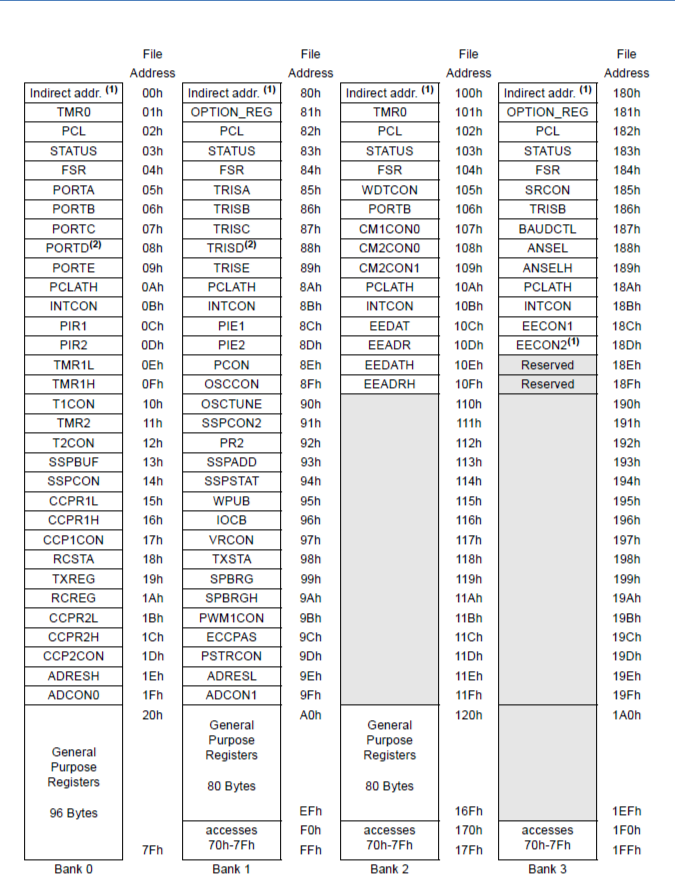 File File File File
Address Address Address Address
Indirect addr. (1) 00h Indirect addr. (1) 80h Indirect addr. (1) 100h Indirect addr. (1) 180h
TMR0 01h OPTION_REG 81h TMR0 101h OPTION_REG 181h
PCL 02h PCL 82h PCL 102h PCL 182h
STATUS 03h STATUS 83h STATUS 103h STATUS 183h
FSR 04h FSR 84h FSR 104h FSR 184h
PORTA 05h TRISA 85h WDTCON 105h SRCON 185h
PORTB 06h TRISB 86h PORTB 106h TRISB 186h
PORTC 07h TRISC 87h CM1CON0 107h BAUDCTL 187h
PORTD(2) 08h TRISD(2) 88h CM2CON0 108h ANSEL 188h
PORTE 09h TRISE 89h CM2CON1 109h ANSELH 189h
PCLATH 0Ah PCLATH 8Ah PCLATH 10Ah PCLATH 18Ah
INTCON 0Bh INTCON 8Bh INTCON 10Bh INTCON 18Bh
PIR1 0Ch PIE1 8Ch EEDAT 10Ch EECON1 18Ch
PIR2 0Dh PIE2 8Dh EEADR 10Dh EECON2(1) 18Dh
TMR1L 0Eh PCON 8Eh EEDATH 10Eh Reserved 18Eh
TMR1H 0Fh OSCCON 8Fh EEADRH 10Fh Reserved 18Fh
T1CON 10h OSCTUNE 90h 110h 190h
TMR2 11h SSPCON2 91h 111h 191h
T2CON 12h PR2 92h 112h 192h
SSPBUF 13h SSPADD 93h 113h 193h
SSPCON 14h SSPSTAT 94h 114h 194h
CCPR1L 15h WPUB 95h 115h 195h
CCPR1H 16h IOCB 96h 116h 196h
CCP1CON 17h VRCON 97h 117h 197h
RCSTA 18h TXSTA 98h 118h 198h
TXREG 19h SPBRG 99h 119h 199h
RCREG 1Ah SPBRGH 9Ah 11Ah 19Ah
CCPR2L 1Bh PWM1CON 9Bh 11Bh 19Bh
CCPR2H 1Ch ECCPAS 9Ch 11Ch 19Ch
CCP2CON 1Dh PSTRCON 9Dh 11Dh 19Dh
ADRESH 1Eh ADRESL 9Eh 11Eh 19Eh
ADCON0 1Fh ADCON1 9Fh 11Fh 19Fh
20h A0h 120h 1A0h
General General
Purpose Purpose
Registers Registers
General
Purpose
Registers
80 Bytes 80 Bytes
96 Bytes
EFh 16Fh 1EFh
accesses F0h accesses 170h accesses 1F0h
70h-7Fh 70h-7Fh 70h-7Fh
7Fh FFh 17Fh 1FFh
Bank 0 Bank 1 Bank 2 Bank 3